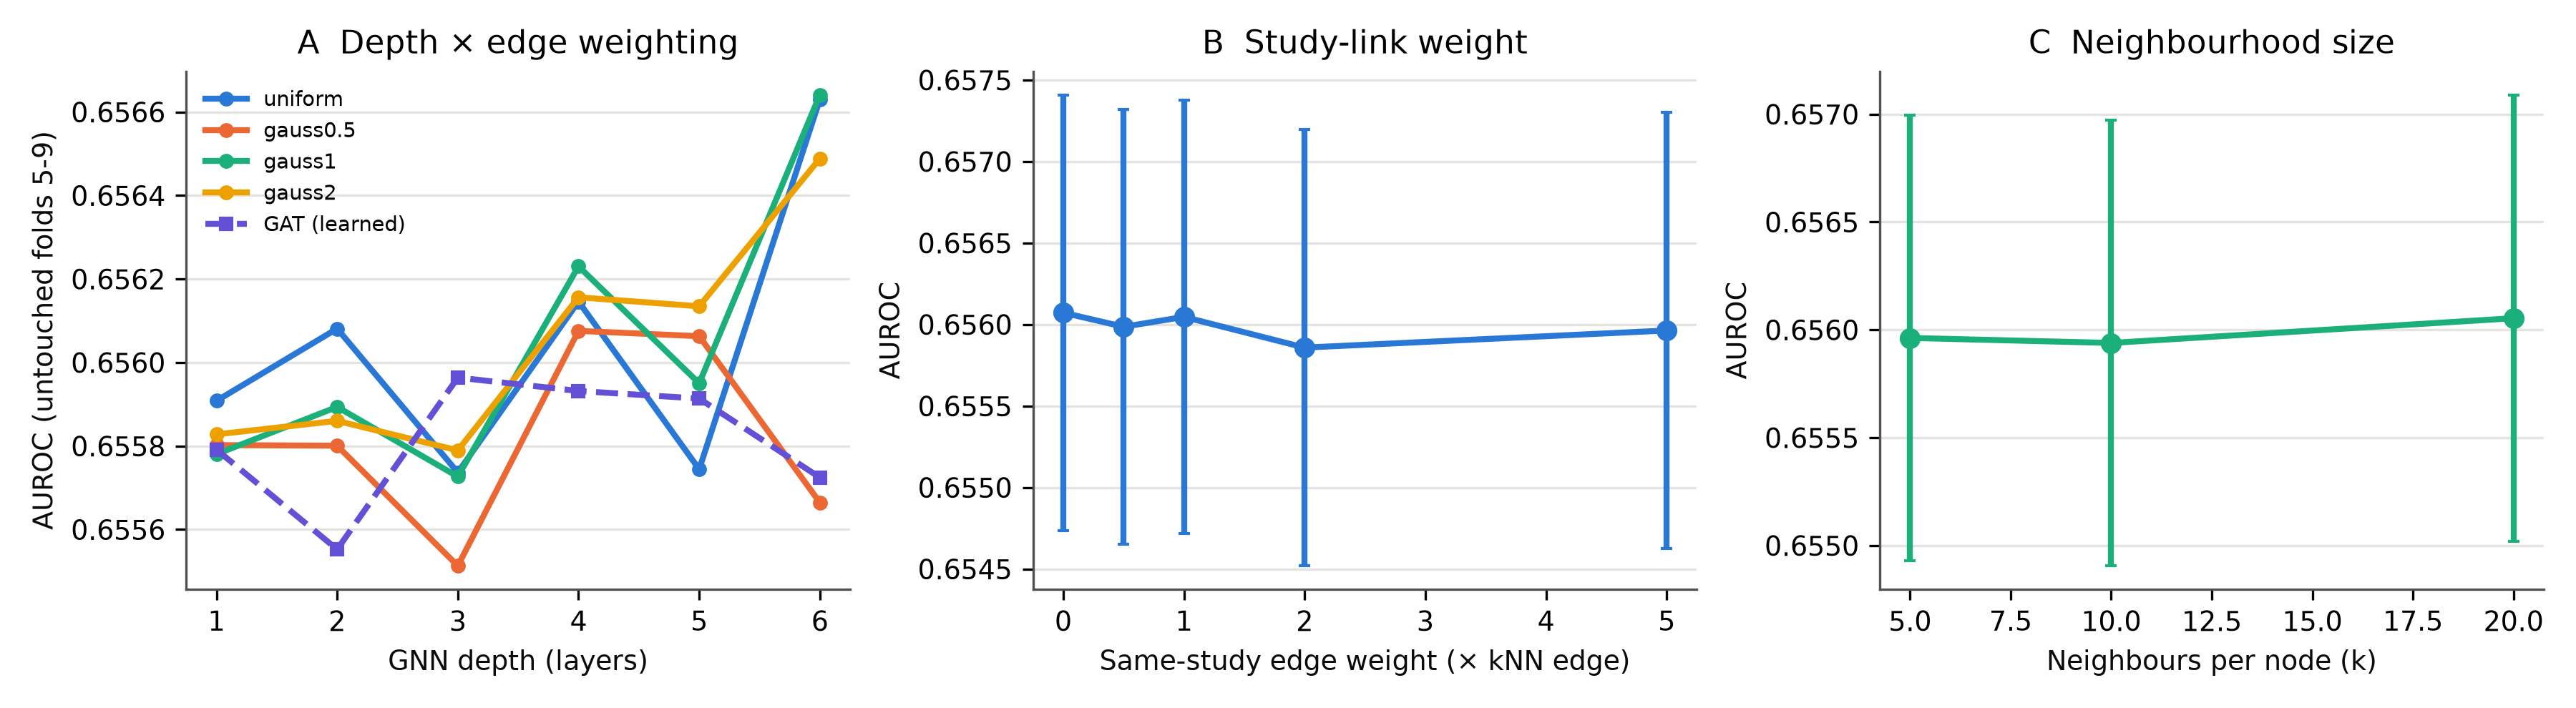 A Depth × edge weighting
AUROC (untouched folds 5-9)
0.6566
0.6564
0.6562
0.6560
0.6558
0.6556
uniform
gauss0.5
gauss1
gauss2
GAT (learned)
1 2 3 4 5 6
GNN depth (layers)
B Study-link weight
AUROC
0.6575
0.6570
0.6565
0.6560
0.6555
0.6550
0.6545
0 1 2 3 4 5
Same-study edge weight (× kNN edge)
C Neighbourhood size
AUROC
0.6570
0.6565
0.6560
0.6555
0.6550
5.0 7.5 10.0 12.5 15.0 17.5 20.0
Neighbours per node (k)